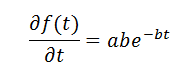 ∂f(t)/∂t = abe^{-bt}